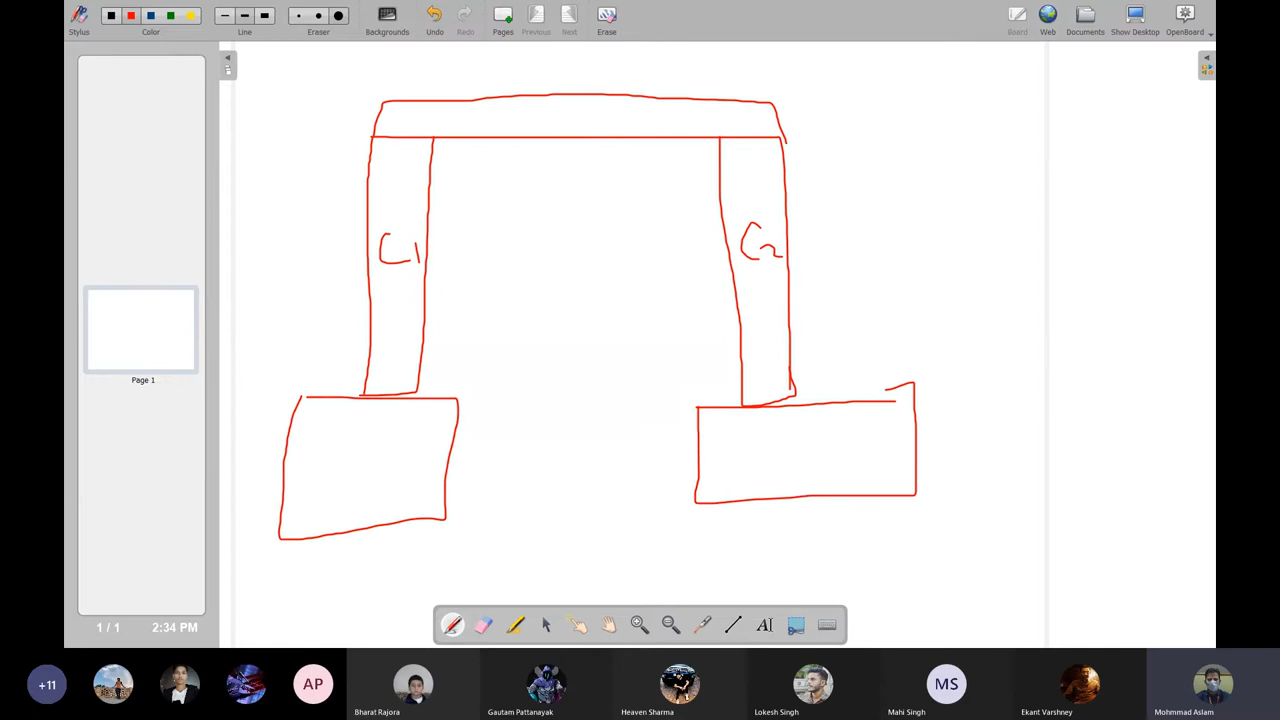 Stylus
Color
Line
Eraser
Backgrounds
Undo
Redo
Pages
Previous
Next
Erase
Board
Web
Documents
Show Desktop
OpenBoard
C1
C2
Page 1
1 / 1
2:34 PM
AI
+11
AP
Bharat Rajora
Gautam Pattanayak
Heaven Sharma
Lokesh Singh
MS
Mahi Singh
Ekant Varshney
Mohmmad Aslam